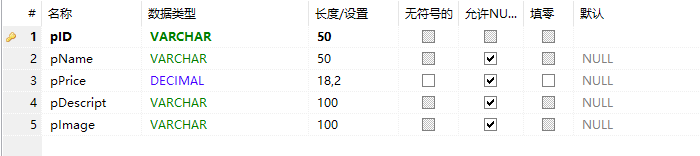 # 名称 数据类型 长度/设置 无符号的 允许NU... 填零 默认
1 pID VARCHAR 50
2 pName VARCHAR 50 NULL
3 pPrice DECIMAL 18,2 NULL
4 pDescript VARCHAR 100 NULL
5 pImage VARCHAR 100 NULL